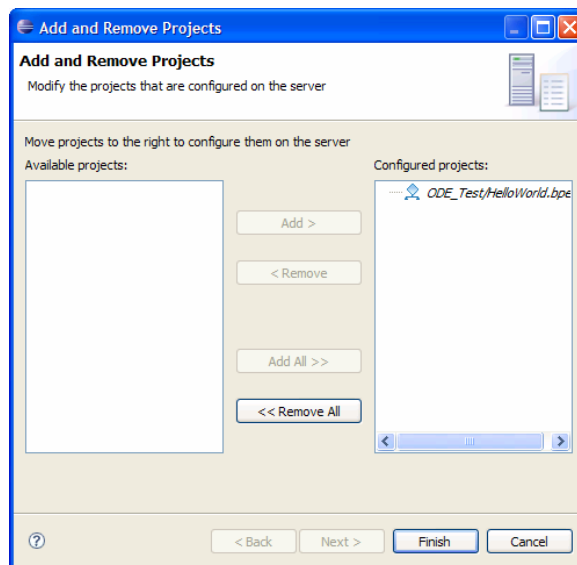 Add and Remove Projects
Add and Remove Projects
Modify the projects that are configured on the server
Move projects to the right to configure them on the server
Available projects:
Configured projects:
ODE_Test/HelloWorld.bpe
Add >
< Remove
Add All >>
<< Remove All
?
< Back
Next >
Finish
Cancel